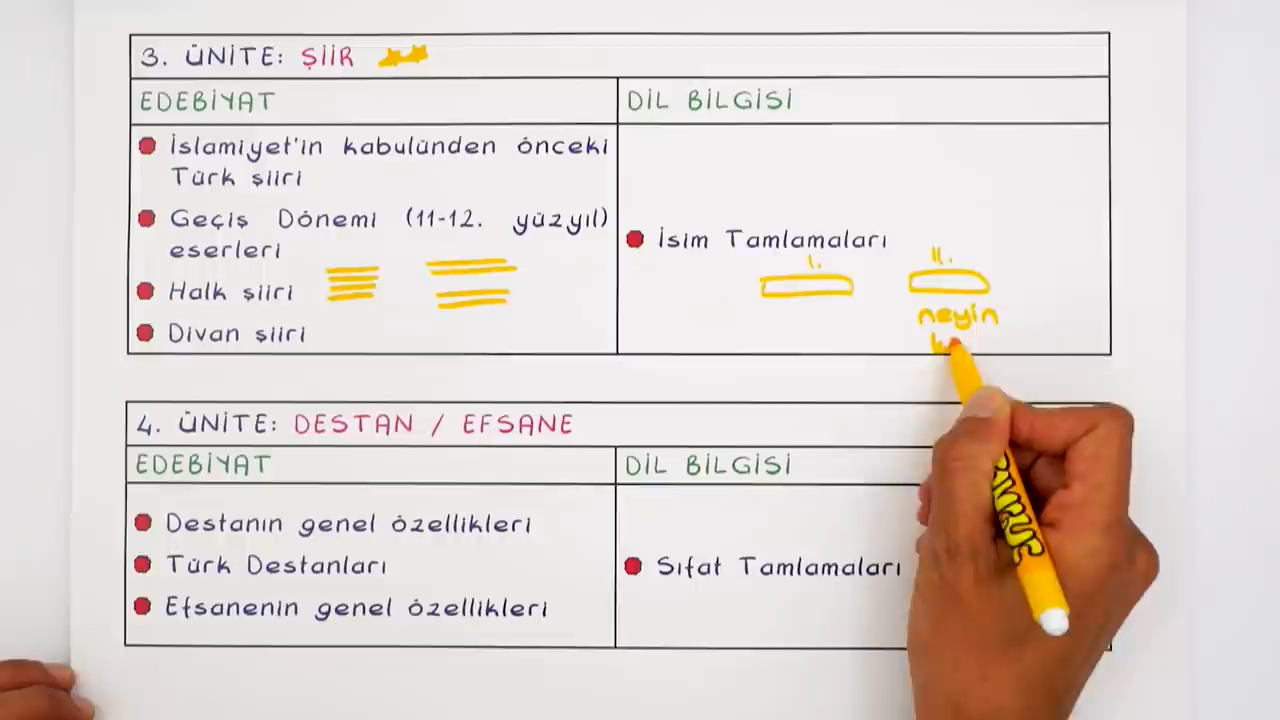 3. ÜNİTE: ŞİİR
EDEBİYAT
DİL BİLGİSİ
İslamiyet'in kabulünden önceki
Türk şiiri
Geçiş Dönemi (11-12. yüzyıl)
eserleri
Halk şiiri
Divan şiiri
İsim Tamlamaları
I.
II.
neyin
4. ÜNİTE: DESTAN / EFSANE
EDEBİYAT
DİL BİLGİSİ
Destanın genel özellikleri
Türk Destanları
Efsanenin genel özellikleri
Sıfat Tamlamaları